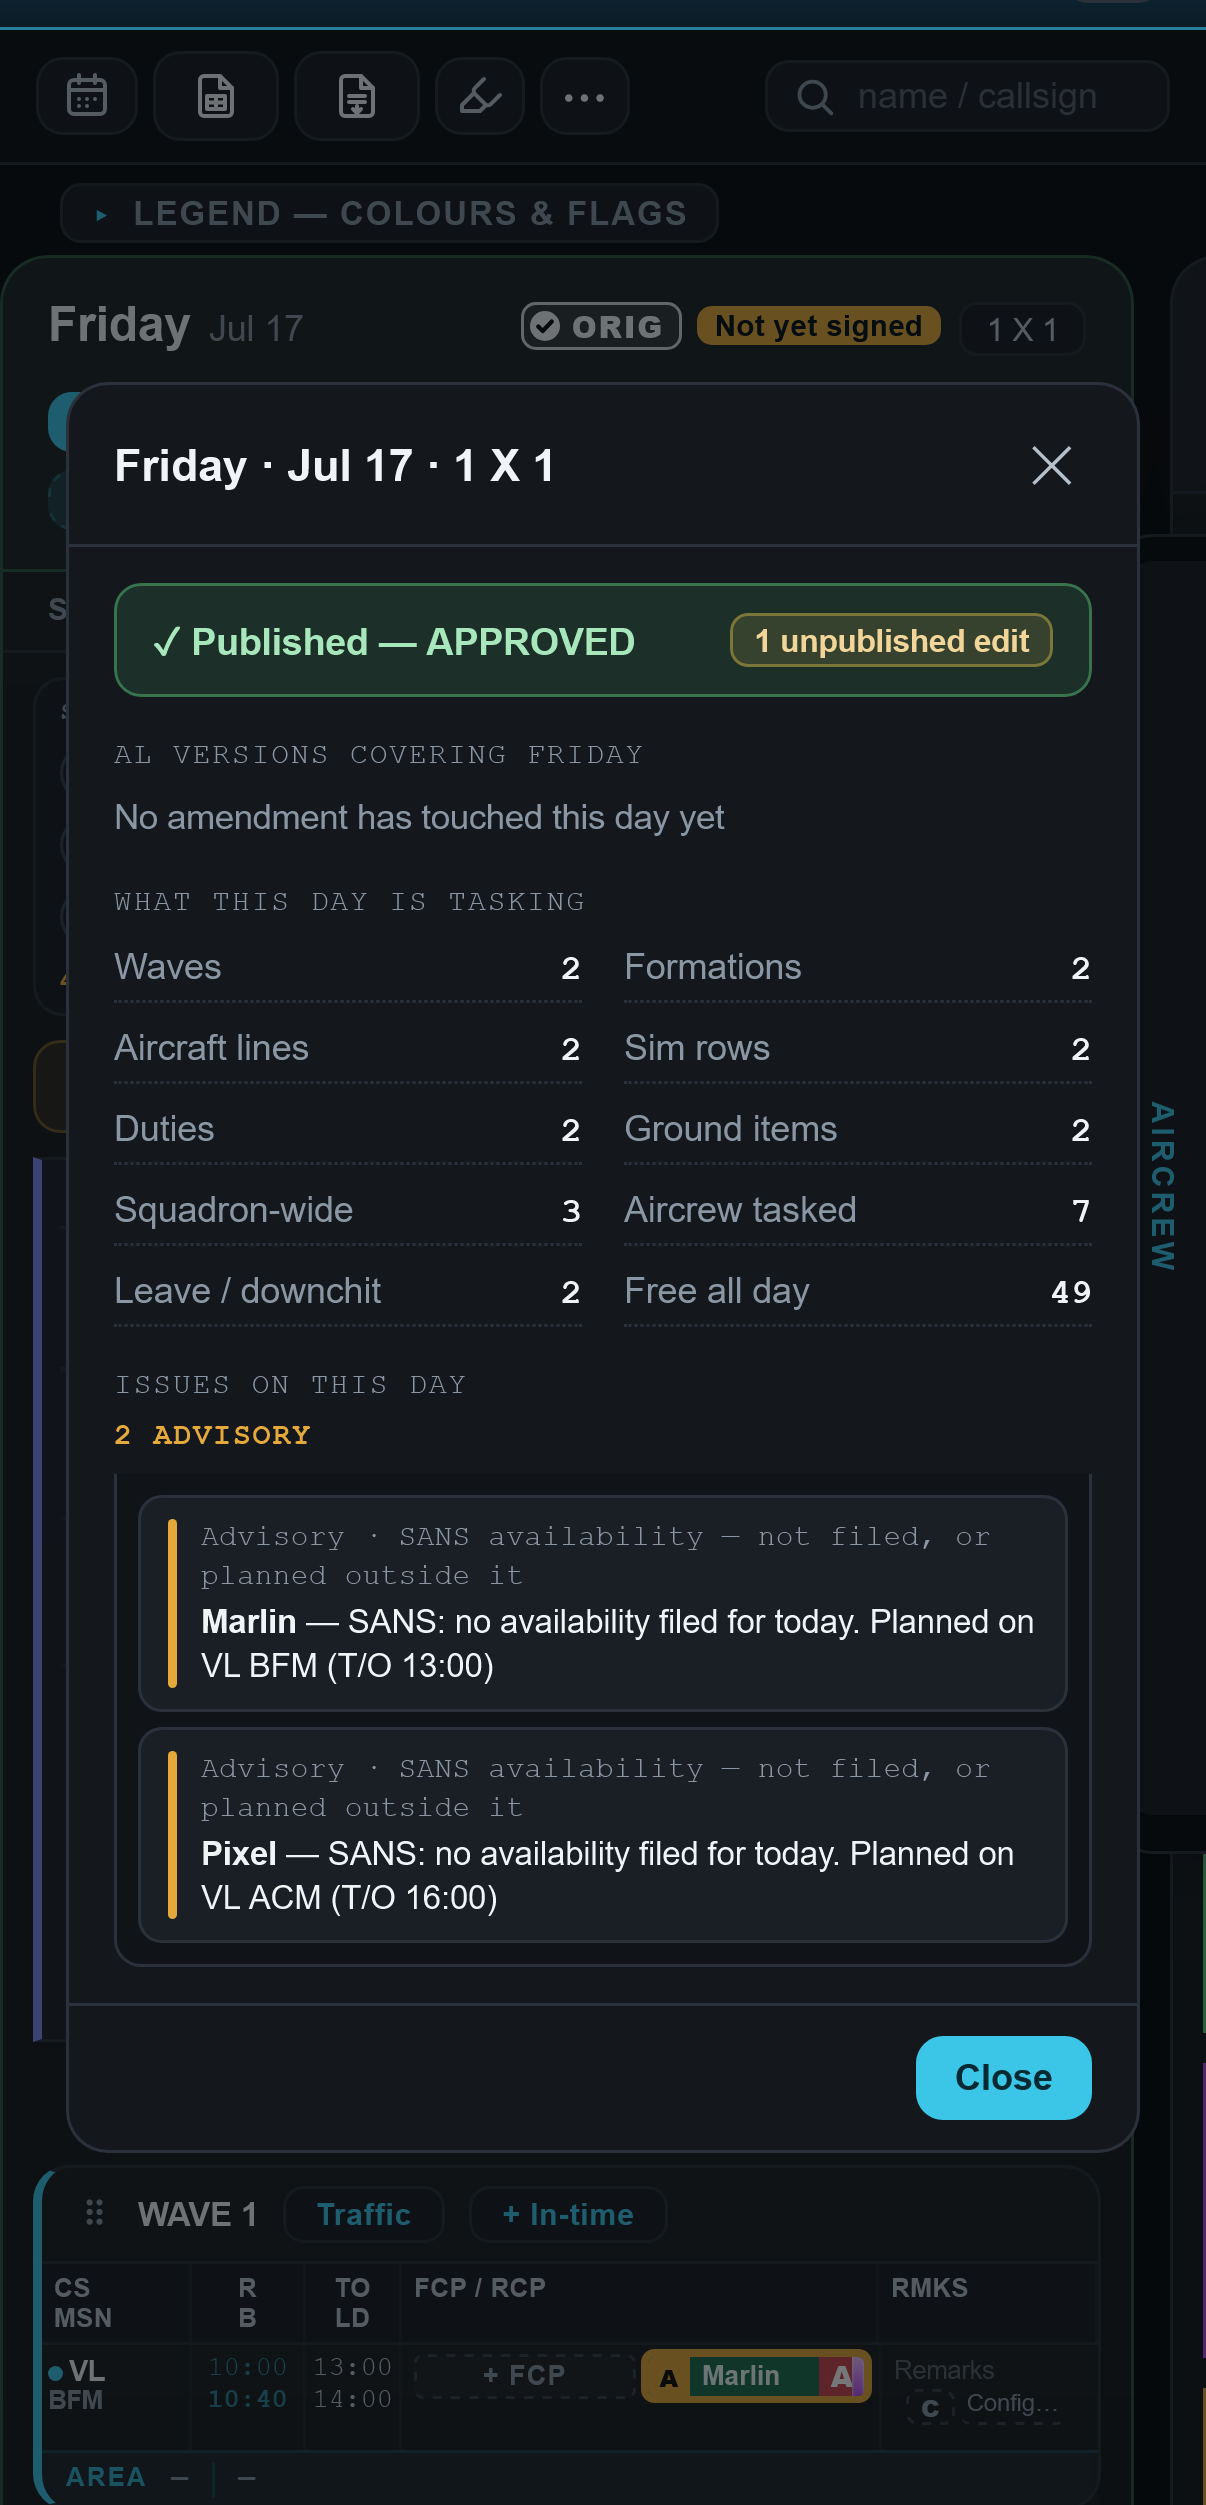 name / callsign
LEGEND — COLOURS & FLAGS
Friday Jul 17 ORIG Not yet signed 1 X 1
Friday · Jul 17 · 1 X 1
✓ Published — APPROVED 1 unpublished edit
AL VERSIONS COVERING FRIDAY
No amendment has touched this day yet
WHAT THIS DAY IS TASKING
Waves 2 Formations 2
Aircraft lines 2 Sim rows 2
Duties 2 Ground items 2
Squadron-wide 3 Aircrew tasked 7
Leave / downchit 2 Free all day 49
AIRCREW
ISSUES ON THIS DAY
2 ADVISORY
Advisory · SANS availability — not filed, or
planned outside it
Marlin — SANS: no availability filed for today. Planned on
VL BFM (T/O 13:00)
Advisory · SANS availability — not filed, or
planned outside it
Pixel — SANS: no availability filed for today. Planned on
VL ACM (T/O 16:00)
Close
WAVE 1 Traffic + In-time
CS R TO FCP / RCP RMKS
MSN B LD
VL 10:00 13:00 + FCP A Marlin A Remarks
BFM 10:40 14:00 C Config...
AREA — —